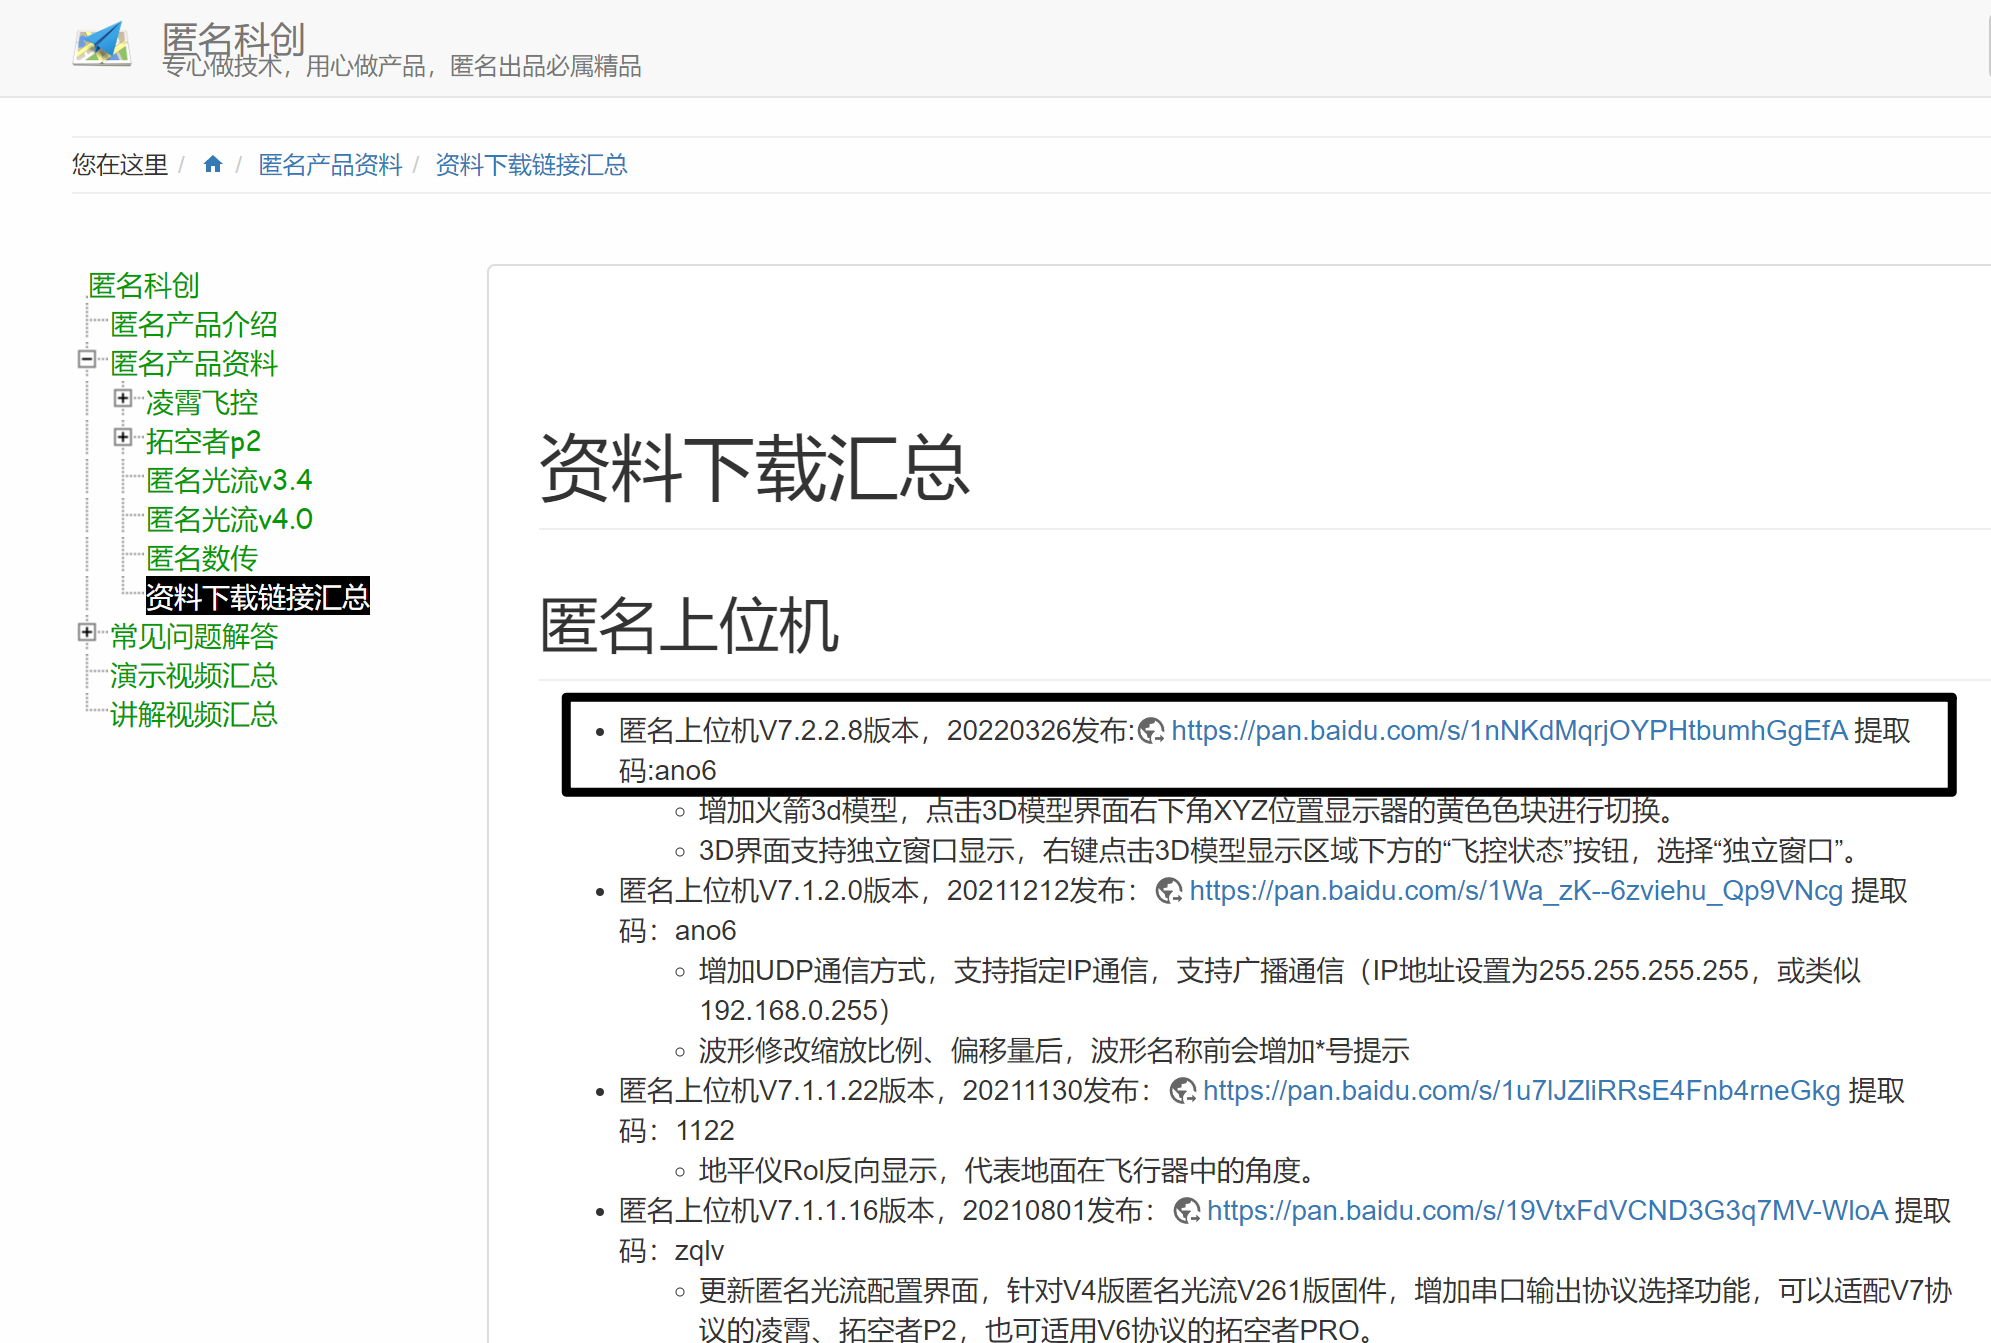 匿名科创
专心做技术，用心做产品，匿名出品必属精品
您在这里 / / 匿名产品资料 / 资料下载链接汇总
匿名科创
匿名产品介绍
匿名产品资料
凌霄飞控
拓空者p2
匿名光流v3.4
匿名光流v4.0
匿名数传
资料下载链接汇总
常见问题解答
演示视频汇总
讲解视频汇总
资料下载汇总
匿名上位机
匿名上位机V7.2.2.8版本，20220326发布:https://pan.baidu.com/s/1nNKdMqrjOYPHtbumhGgEfA 提取
码:ano6
增加火箭3d模型，点击3D模型界面右下角XYZ位置显示器的黄色色块进行切换。
3D界面支持独立窗口显示，右键点击3D模型显示区域下方的“飞控状态”按钮，选择“独立窗口”。
匿名上位机V7.1.2.0版本，20211212发布：https://pan.baidu.com/s/1Wa_zK--6zviehu_Qp9VNcg 提取
码：ano6
增加UDP通信方式，支持指定IP通信，支持广播通信（IP地址设置为255.255.255.255，或类似
192.168.0.255）
波形修改缩放比例、偏移量后，波形名称前会增加*号提示
匿名上位机V7.1.1.22版本，20211130发布：https://pan.baidu.com/s/1u7lJZliRRsE4Fnb4rneGkg 提取
码：1122
地平仪Rol反向显示，代表地面在飞行器中的角度。
匿名上位机V7.1.1.16版本，20210801发布：https://pan.baidu.com/s/19VtxFdVCND3G3q7MV-WloA 提取
码：zqlv
更新匿名光流配置界面，针对V4版匿名光流V261版固件，增加串口输出协议选择功能，可以适配V7协
议的凌霄、拓空者P2，也可适用V6协议的拓空者PRO。